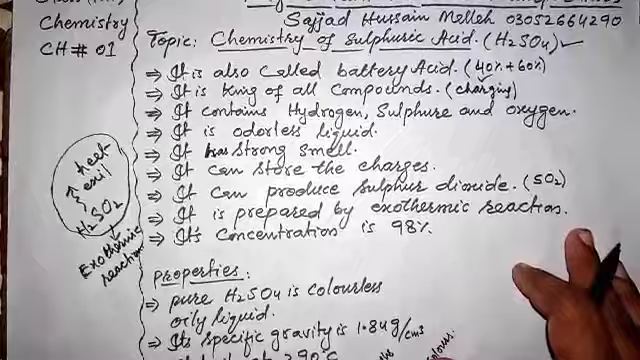 Sajjad Hussain Melleh 03052664290
Chemistry
CH # 01
Topic: Chemistry of Sulphuric Acid. (H2SO4)
⇒ It is also called battery Acid. (40% + 60%)
⇒ It is King of all Compounds. (charging)
⇒ It contains Hydrogen, Sulphure and oxygen.
⇒ It is odorless liquid.
⇒ It has strong smell.
⇒ It can store the charges.
⇒ It can produce sulphur dioxide. (SO2)
⇒ It is prepared by exothermic reaction.
⇒ It's concentration is 98%
heat
exit
H2SO4
Exothermic
reaction
Properties:
⇒ pure H2SO4 is colourless
oily liquid.
⇒ Its specific gravity is 1.84 g/cm3